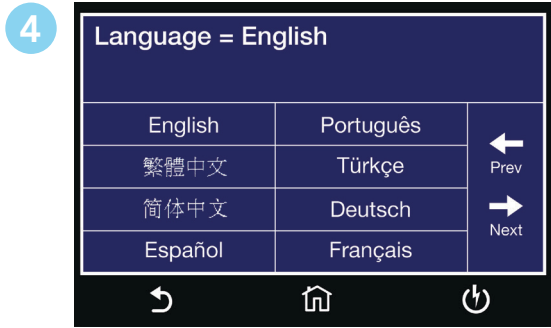 4
Language = English
English
Português
繁體中文
Türkçe
简体中文
Deutsch
Español
Français
Prev
Next